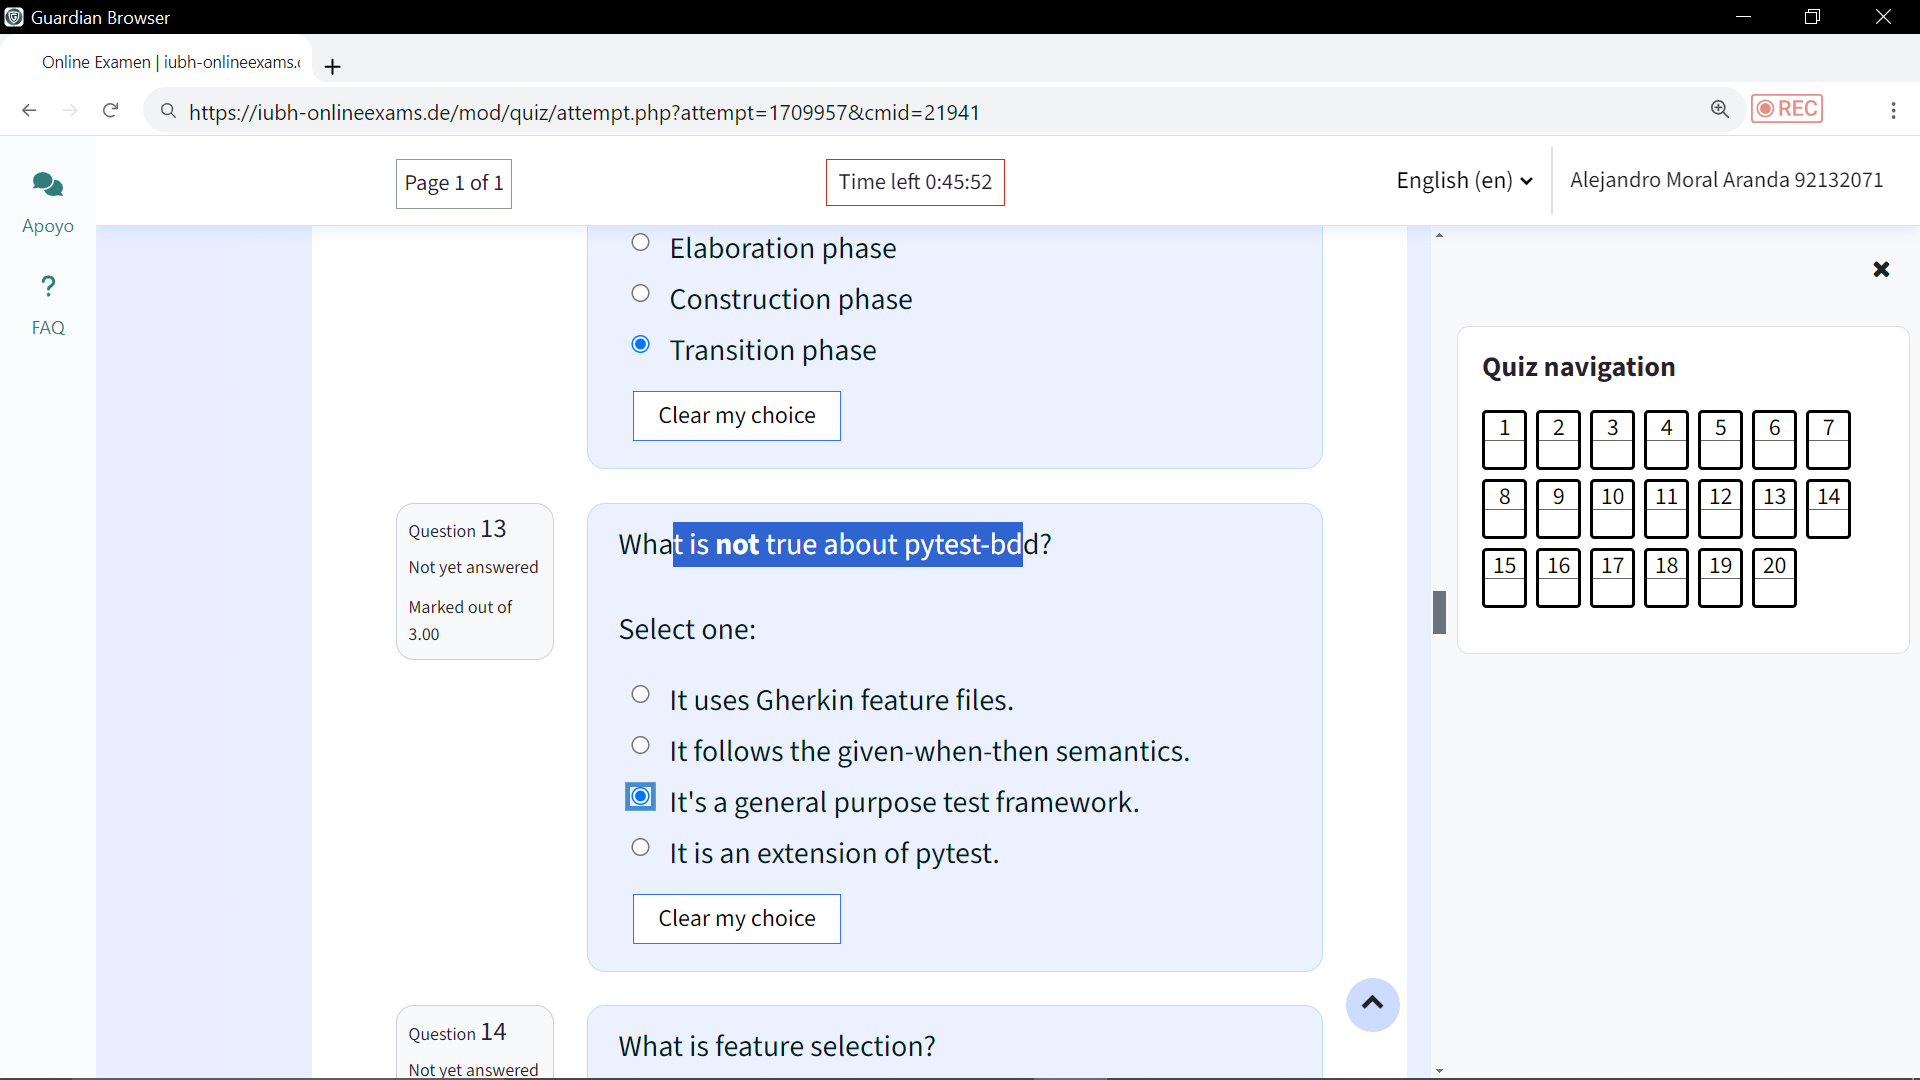 Guardian Browser
Online Examen | iubh-onlineexams.
https://iubh-onlineexams.de/mod/quiz/attempt.php?attempt=1709957&cmid=21941
REC
Page 1 of 1
Time left 0:45:52
English (en)
Alejandro Moral Aranda 92132071
Apoyo
?
FAQ
Elaboration phase
Construction phase
Transition phase
Clear my choice
Question 13
Not yet answered
Marked out of
3.00
What is not true about pytest-bdd?
Select one:
It uses Gherkin feature files.
It follows the given-when-then semantics.
It's a general purpose test framework.
It is an extension of pytest.
Clear my choice
Question 14
Not yet answered
What is feature selection?
Quiz navigation
1 2 3 4 5 6 7
8 9 10 11 12 13 14
15 16 17 18 19 20